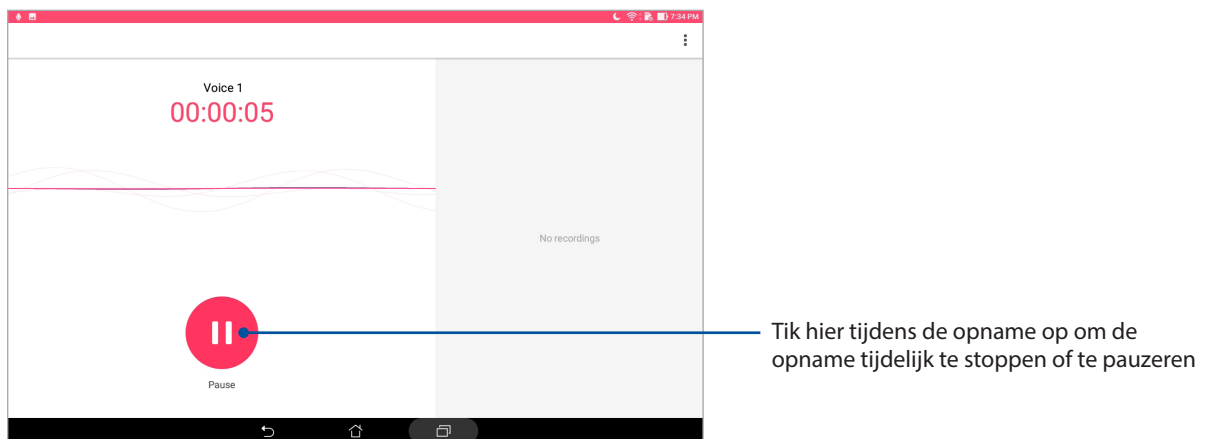 7:34 PM
Voice 1
00:00:05
No recordings
Tik hier tijdens de opname op om de
opname tijdelijk te stoppen of te pauzeren
Pause